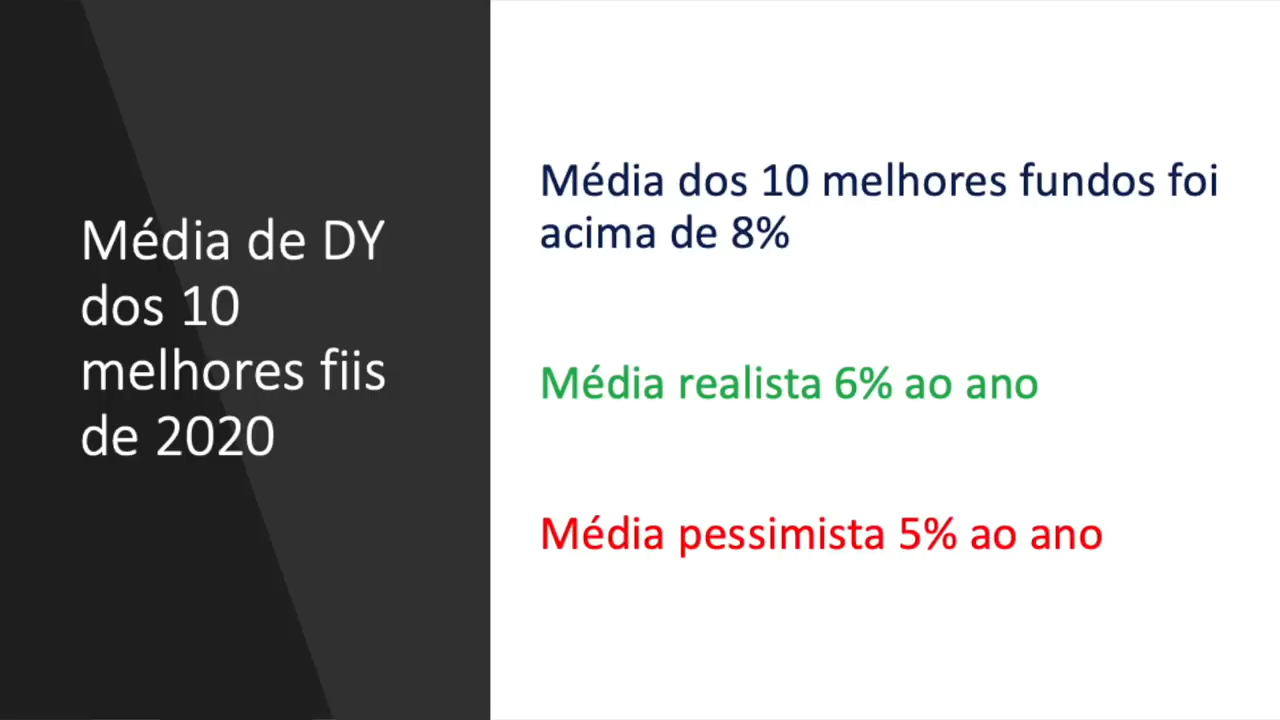 Média de DY
dos 10
melhores fiis
de 2020
Média dos 10 melhores fundos foi
acima de 8%
Média realista 6% ao ano
Média pessimista 5% ao ano